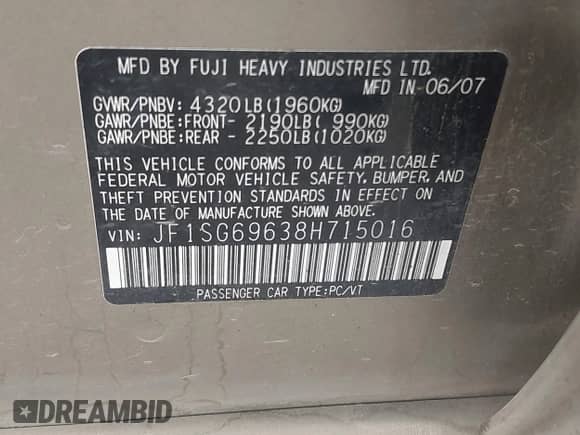 MFD BY FUJI HEAVY INDUSTRIES LTD.
MFD IN-06/07
GVWR/PNBV: 4320LB(1960KG)
GAWR/PNBE:FRONT- 2190LB( 990KG)
GAWR/PNBE:REAR - 2250LB(1020KG)
THIS VEHICLE CONFORMS TO ALL APPLICABLE
FEDERAL MOTOR VEHICLE SAFETY, BUMPER, AND
THEFT PREVENTION STANDARDS IN EFFECT ON
THE DATE OF MANUFACTURE SHOWN ABOVE.
VIN: JF1SG69638H715016
PASSENGER CAR TYPE:PC/VT
DREAMBID